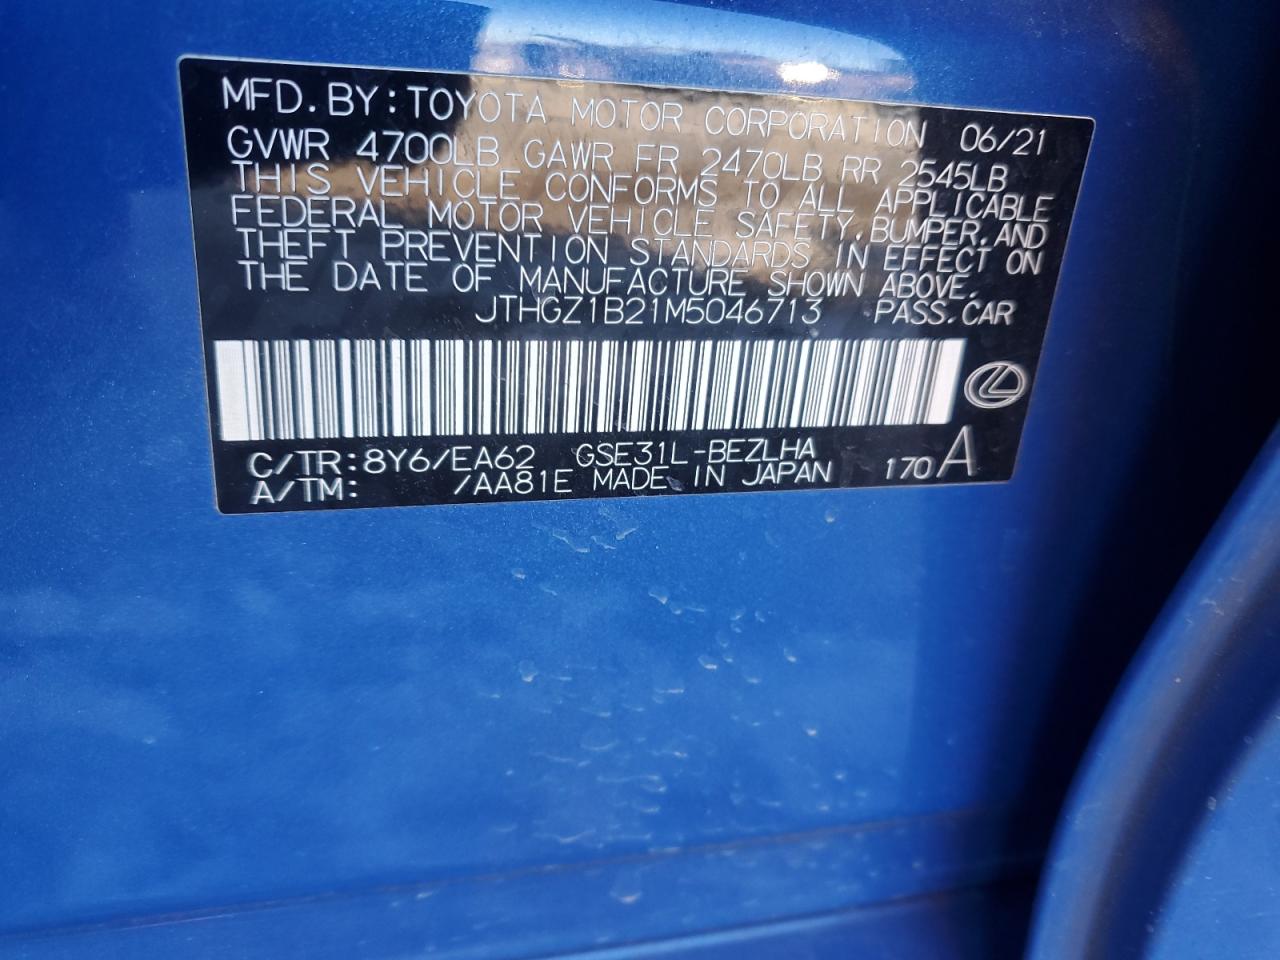 MFD.BY:TOYOTA MOTOR CORPORATION 06/21
GVWR 4700LB GAWR FR 2470LB RR 2545LB
THIS VEHICLE CONFORMS TO ALL APPLICABLE
FEDERAL MOTOR VEHICLE SAFETY,BUMPER,AND
THEFT PREVENTION STANDARDS IN EFFECT ON
THE DATE OF MANUFACTURE SHOWN ABOVE.
JTHGZ1B21M5046713 PASS.CAR
C/TR:8Y6/EA62 GSE31L-BEZLHA
A/TM: /AA81E MADE IN JAPAN 170A